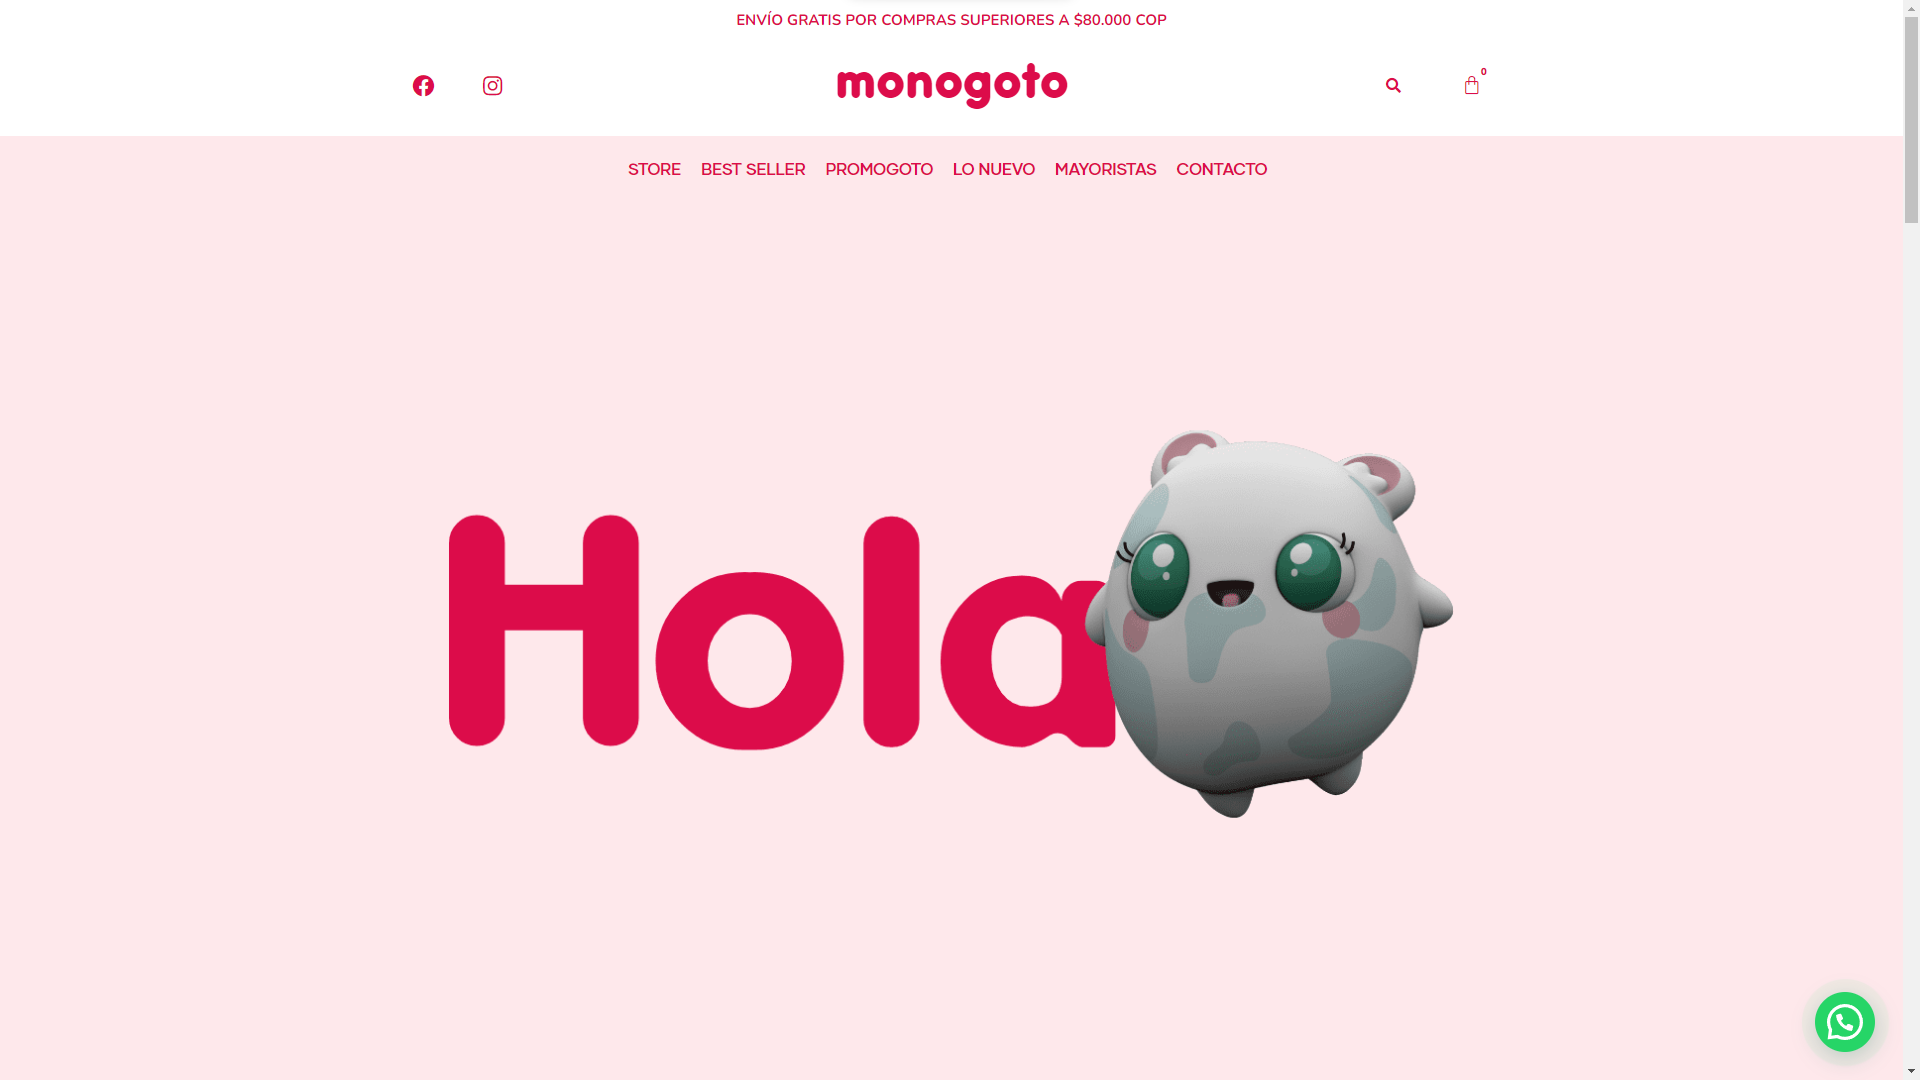 ENVÍO GRATIS POR COMPRAS SUPERIORES A $80.000 COP
monogoto
0
STORE BEST SELLER PROMOGOTO LO NUEVO MAYORISTAS CONTACTO
Hola